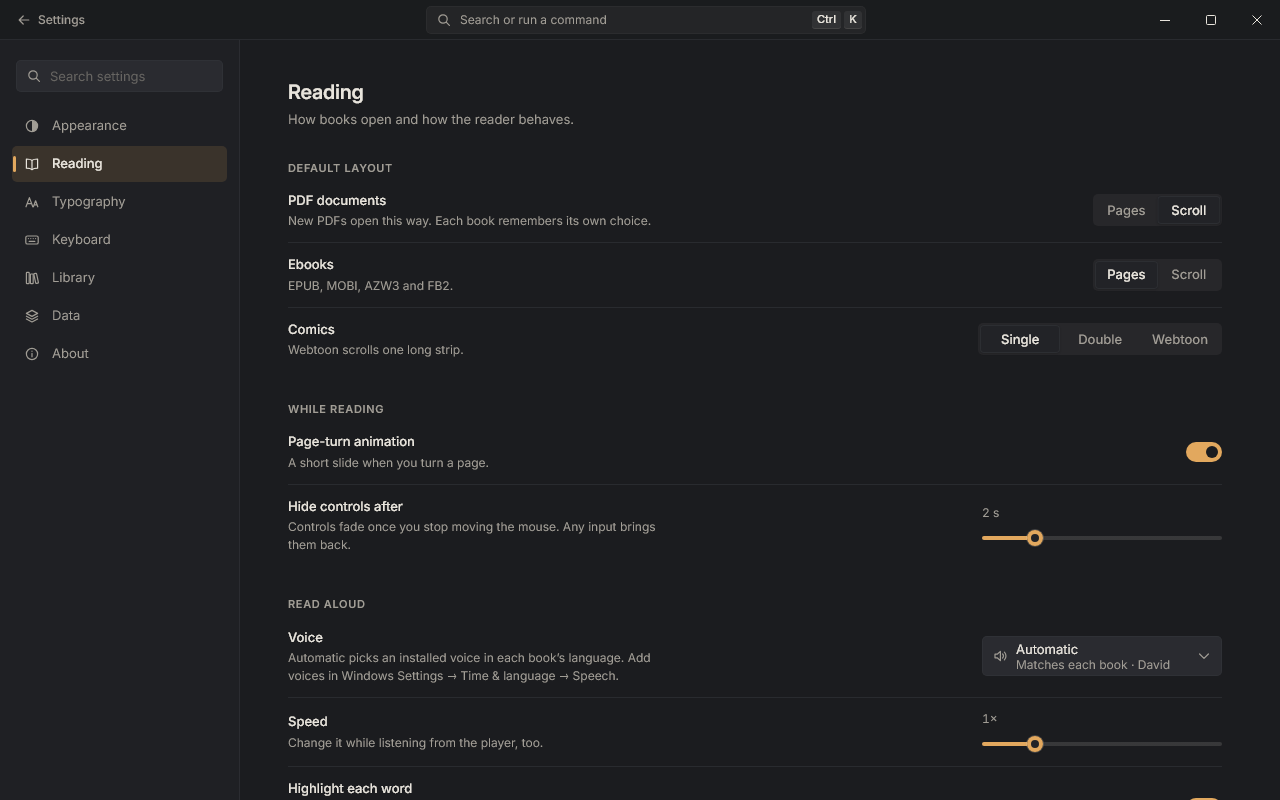 Settings
Search or run a command
Ctrl K
Search settings
Appearance
Reading
Typography
Keyboard
Library
Data
About
Reading
How books open and how the reader behaves.
DEFAULT LAYOUT
PDF documents
New PDFs open this way. Each book remembers its own choice.
Pages Scroll
Ebooks
EPUB, MOBI, AZW3 and FB2.
Pages Scroll
Comics
Webtoon scrolls one long strip.
Single Double Webtoon
WHILE READING
Page-turn animation
A short slide when you turn a page.
Hide controls after
Controls fade once you stop moving the mouse. Any input brings
them back.
2 s
READ ALOUD
Voice
Automatic picks an installed voice in each book's language. Add
voices in Windows Settings → Time & language → Speech.
Automatic
Matches each book · David
Speed
Change it while listening from the player, too.
1×
Highlight each word